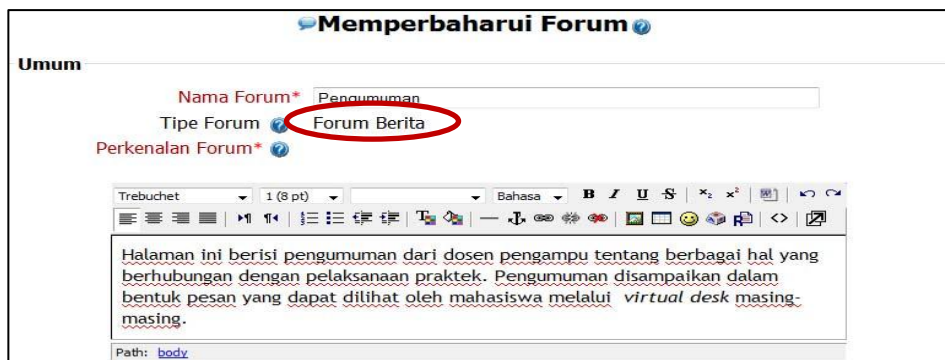 Memperbaharui Forum
Umum
Nama Forum* Pengumuman
Tipe Forum Forum Berita
Perkenalan Forum*
Trebuchet 1 (8 pt) Bahasa B I U S x₂ x²
Halaman ini berisi pengumuman dari dosen pengampu tentang berbagai hal yang
berhubungan dengan pelaksanaan praktek. Pengumuman disampaikan dalam
bentuk pesan yang dapat dilihat oleh mahasiswa melalui virtual desk masing-
masing.
Path: body